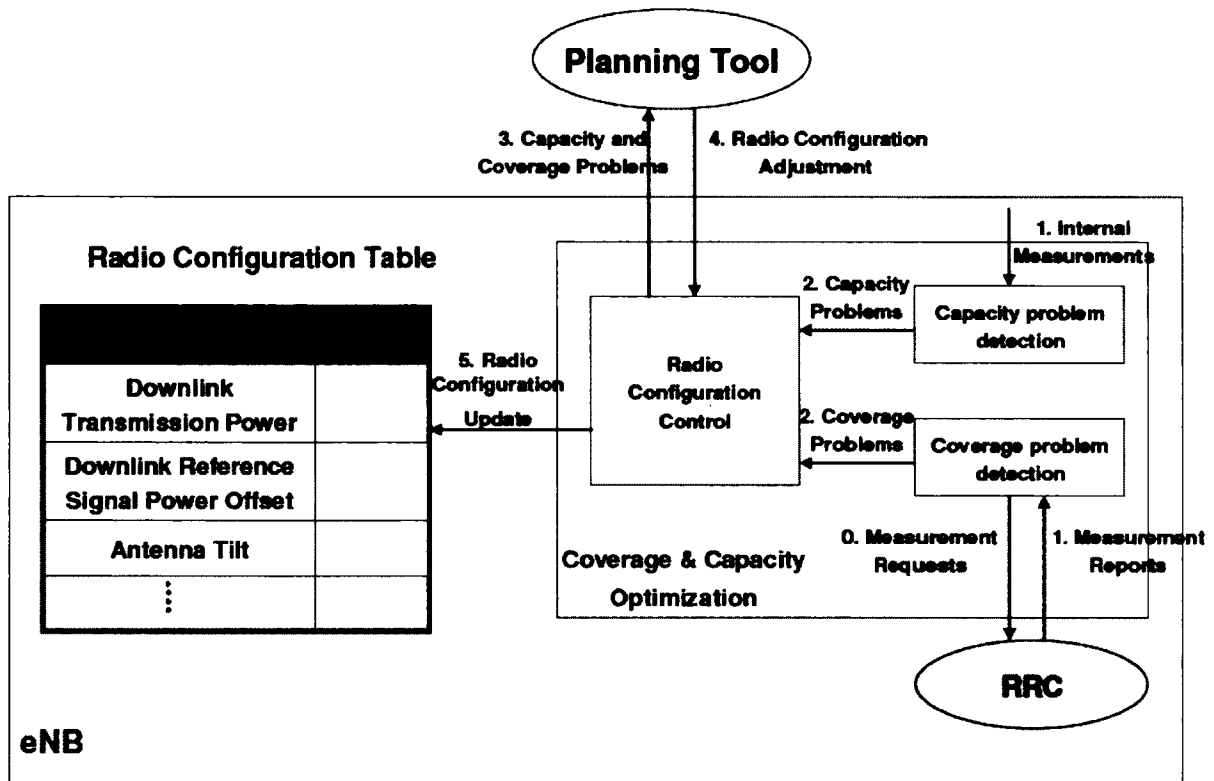 Planning Tool
3. Capacity and
Coverage Problems
4. Radio Configuration
Adjustment
Radio Configuration Table
1. Internal
Measurements
2. Capacity
Problems
Capacity problem
detection
Radio
Configuration
Control
5. Radio
Configuration
Update
Downlink
Transmission Power
Downlink Reference
Signal Power Offset
Antenna Tilt
2. Coverage
Problems
Coverage problem
detection
0. Measurement
Requests
1. Measurement
Reports
Coverage & Capacity
Optimization
RRC
eNB